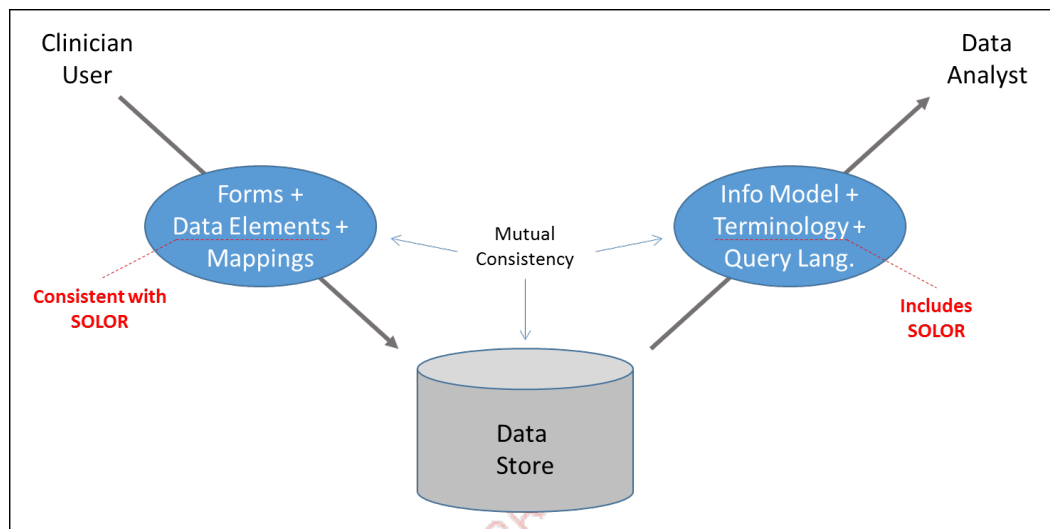 Clinician
User
Data
Analyst
Forms +
Data Elements +
Mappings
Info Model +
Terminology +
Query Lang.
Mutual
Consistency
Consistent with
SOLOR
Includes
SOLOR
Data
Store